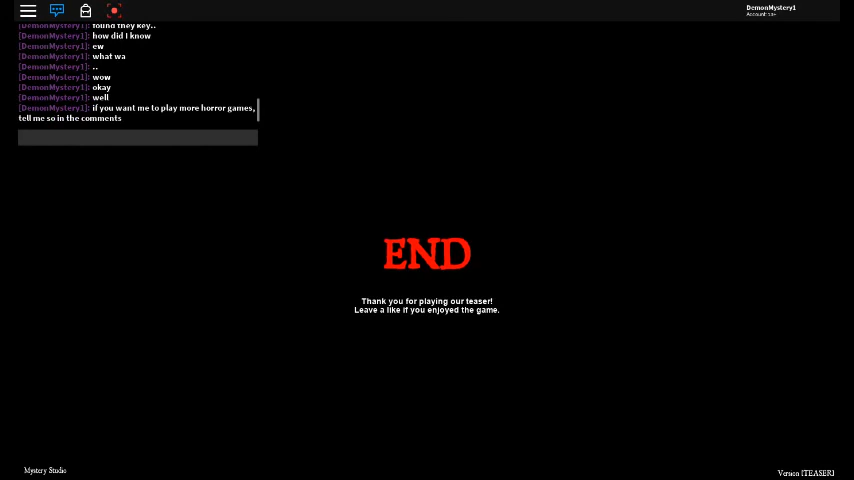 DemonMystery1
Account: 13+
[DemonMystery1]: found they key..
[DemonMystery1]: how did I know
[DemonMystery1]: ew
[DemonMystery1]: what wa
[DemonMystery1]: ..
[DemonMystery1]: wow
[DemonMystery1]: okay
[DemonMystery1]: well
[DemonMystery1]: if you want me to play more horror games,
tell me so in the comments
END
Thank you for playing our teaser!
Leave a like if you enjoyed the game.
Mystery Studio
Version [TEASER]